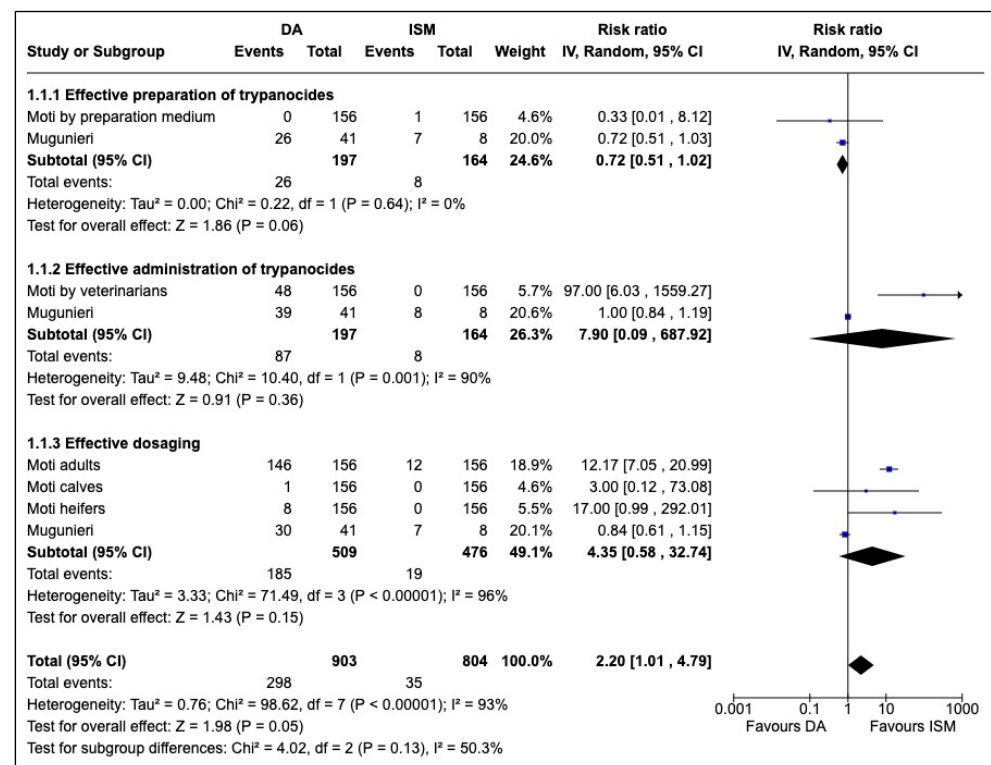 DA ISM Risk ratio Risk ratio
Study or Subgroup Events Total Events Total Weight IV, Random, 95% CI IV, Random, 95% CI
1.1.1 Effective preparation of trypanocides
Moti by preparation medium 0 156 1 156 4.6% 0.33 [0.01 , 8.12]
Mugunieri 26 41 7 8 20.0% 0.72 [0.51 , 1.03]
Subtotal (95% CI) 197 164 24.6% 0.72 [0.51 , 1.02]
Total events: 26 8
Heterogeneity: Tau² = 0.00; Chi² = 0.22, df = 1 (P = 0.64); I² = 0%
Test for overall effect: Z = 1.86 (P = 0.06)
1.1.2 Effective administration of trypanocides
Moti by veterinarians 48 156 0 156 5.7% 97.00 [6.03 , 1559.27]
Mugunieri 39 41 8 8 20.6% 1.00 [0.84 , 1.19]
Subtotal (95% CI) 197 164 26.3% 7.90 [0.09 , 687.92]
Total events: 87 8
Heterogeneity: Tau² = 9.48; Chi² = 10.40, df = 1 (P = 0.001); I² = 90%
Test for overall effect: Z = 0.91 (P = 0.36)
1.1.3 Effective dosaging
Moti adults 146 156 12 156 18.9% 12.17 [7.05 , 20.99]
Moti calves 1 156 0 156 4.6% 3.00 [0.12 , 73.08]
Moti heifers 8 156 0 156 5.5% 17.00 [0.99 , 292.01]
Mugunieri 30 41 7 8 20.1% 0.84 [0.61 , 1.15]
Subtotal (95% CI) 509 476 49.1% 4.35 [0.58 , 32.74]
Total events: 185 19
Heterogeneity: Tau² = 3.33; Chi² = 71.49, df = 3 (P < 0.00001); I² = 96%
Test for overall effect: Z = 1.43 (P = 0.15)
Total (95% CI) 903 804 100.0% 2.20 [1.01 , 4.79]
Total events: 298 35
Heterogeneity: Tau² = 0.76; Chi² = 98.62, df = 7 (P < 0.00001); I² = 93%
Test for overall effect: Z = 1.98 (P = 0.05)
Test for subgroup differences: Chi² = 4.02, df = 2 (P = 0.13), I² = 50.3%
0.001 0.1 1 10 1000
Favours DA Favours ISM